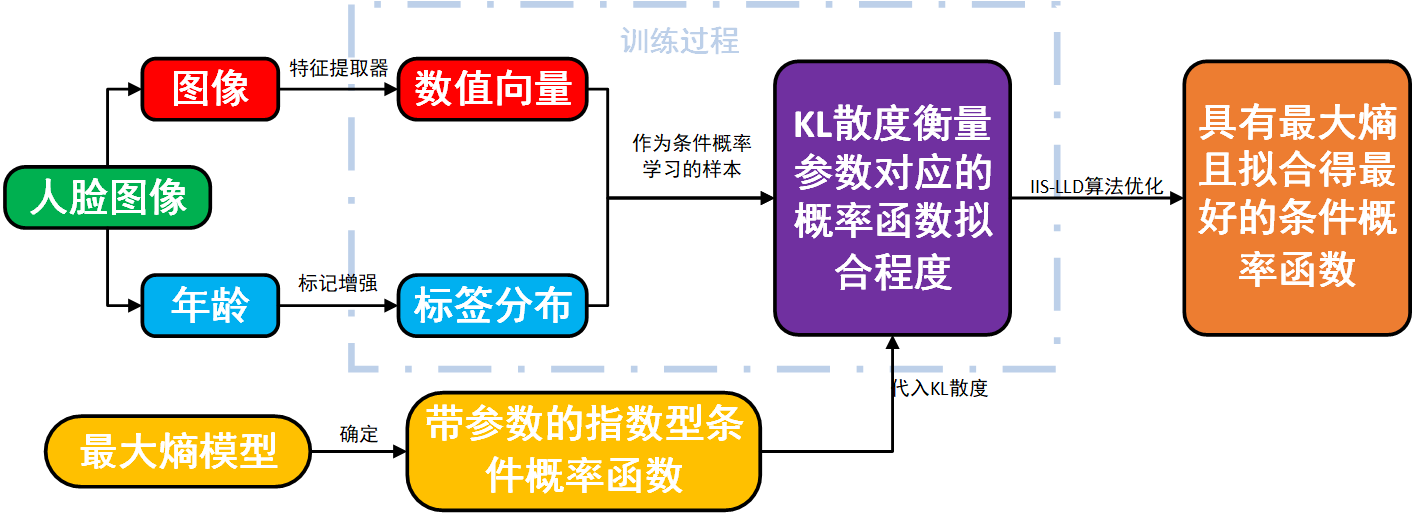 训练过程
图像
特征提取器
数值向量
人脸图像
年龄
标记增强
标签分布
作为条件概率
学习的样本
KL散度衡量
参数对应的
概率函数拟
合程度
IIS-LLD算法优化
具有最大熵
且拟合得最
好的条件概
率函数
最大熵模型
确定
带参数的指数型条
件概率函数
代入KL散度